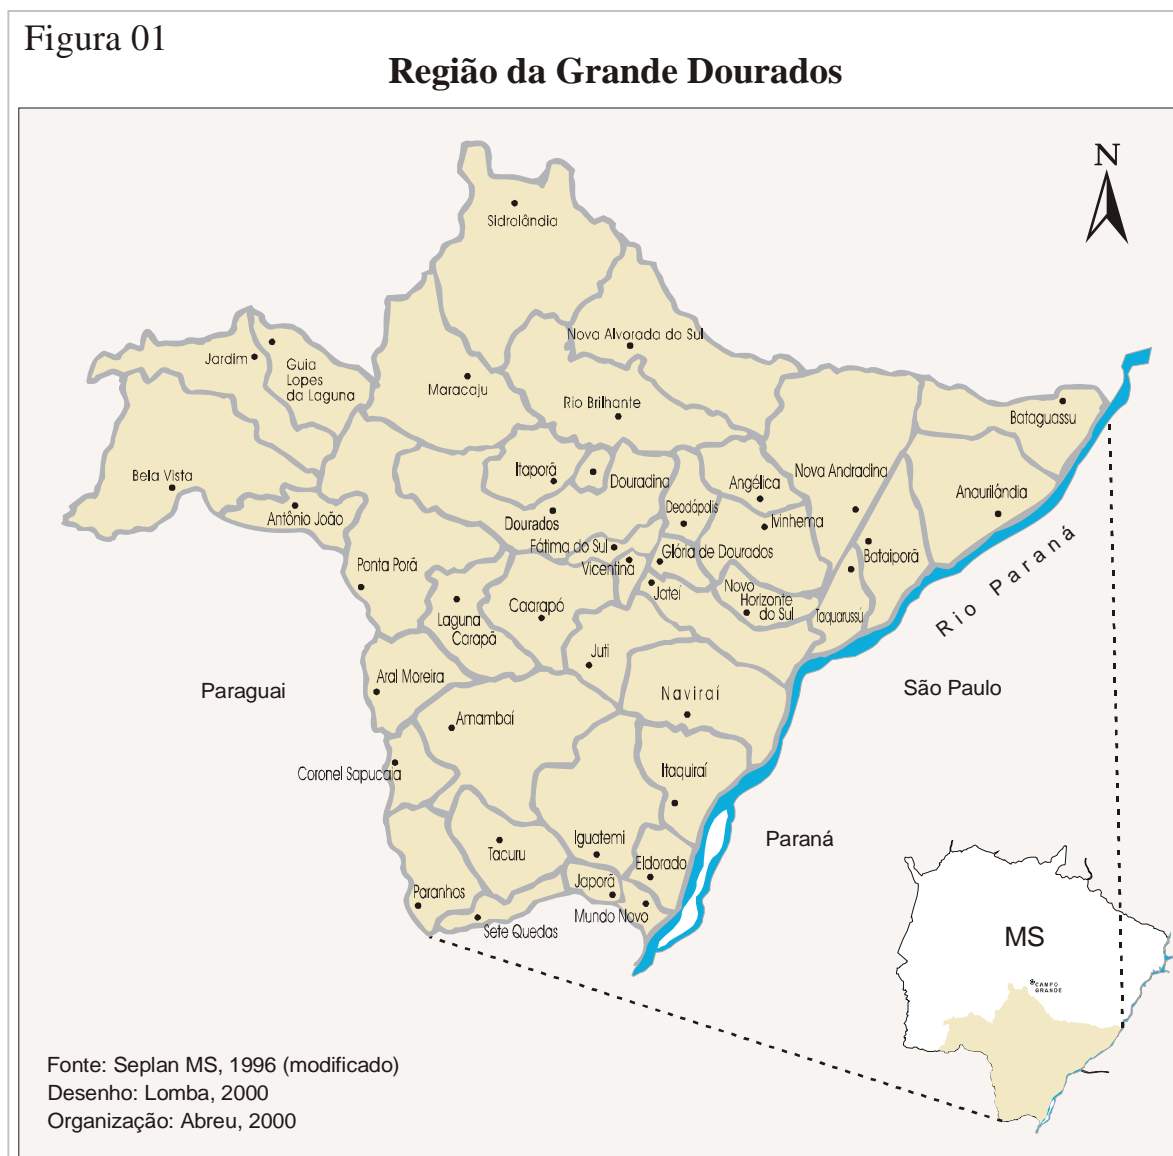 Figura 01
Região da Grande Dourados
N
Sidrolândia
Nova Alvorada do Sul
Jardim
Guia
Lopes
da Laguna
Maracaju
Rio Brilhante
Bataguassu
Bela Vista
Itaporã
Douradina
Angélica
Nova Andradina
Anaurilândia
Antônio João
Dourados
Deodápolis
Ivinhema
Fátima do Sul
Glória de Dourados
Bataiporã
Vicentina
Ponta Porã
Jateí
Novo
Horizonte
do Sul
Taquarussú
Rio Paraná
Laguna
Carapã
Caarapó
Juti
Aral Moreira
Naviraí
Paraguai
São Paulo
Amambaí
Coronel Sapucaia
Itaquiraí
Paraná
Tacuru
Iguatemi
Eldorado
Japorã
Paranhos
Mundo Novo
Sete Quedas
MS
CAMPO
GRANDE
Fonte: Seplan MS, 1996 (modificado)
Desenho: Lomba, 2000
Organização: Abreu, 2000